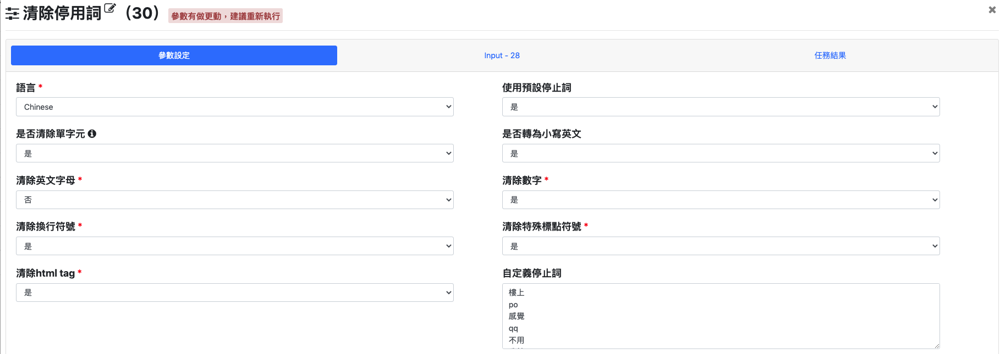 清除停用詞 (30) 參數有做更動，建議重新執行
參數設定 Input - 28 任務結果
語言 * 使用預設停止詞
Chinese 是
是否清除單字元 是否轉為小寫英文
是 是
清除英文字母 * 清除數字 *
否 是
清除換行符號 * 清除特殊標點符號 *
是 是
清除html tag * 自定義停止詞
是 樓上
po
感覺
qq
不用